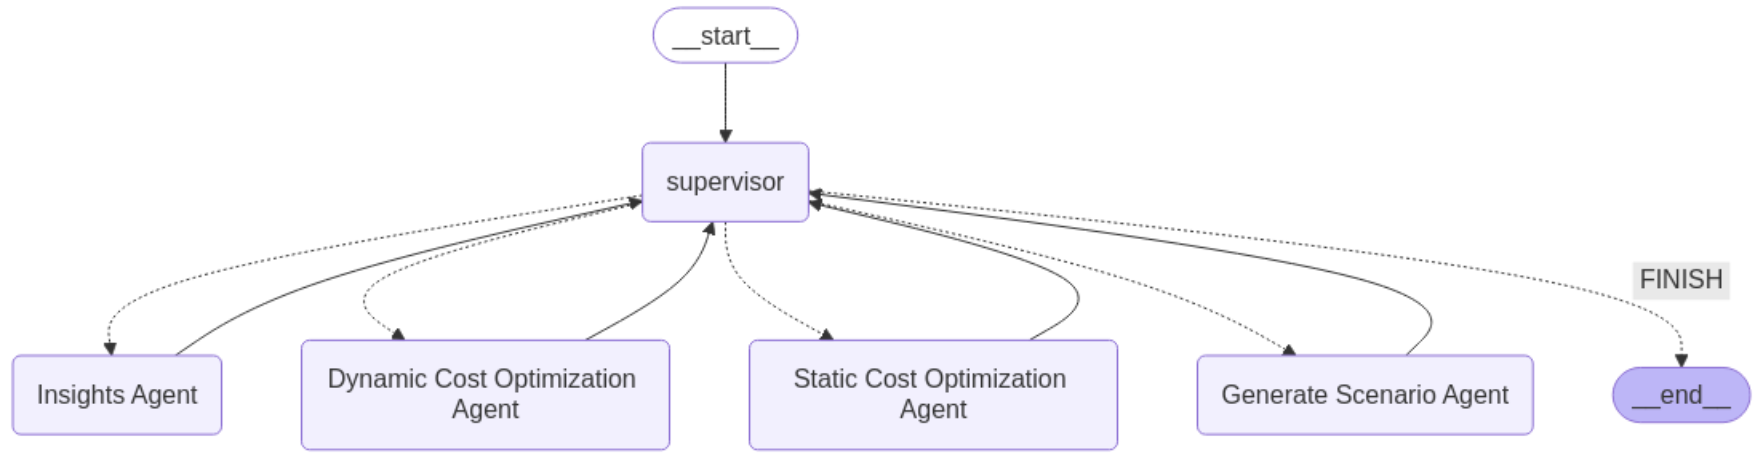 __start__
supervisor
FINISH
Insights Agent
Dynamic Cost Optimization
Agent
Static Cost Optimization
Agent
Generate Scenario Agent
__end__